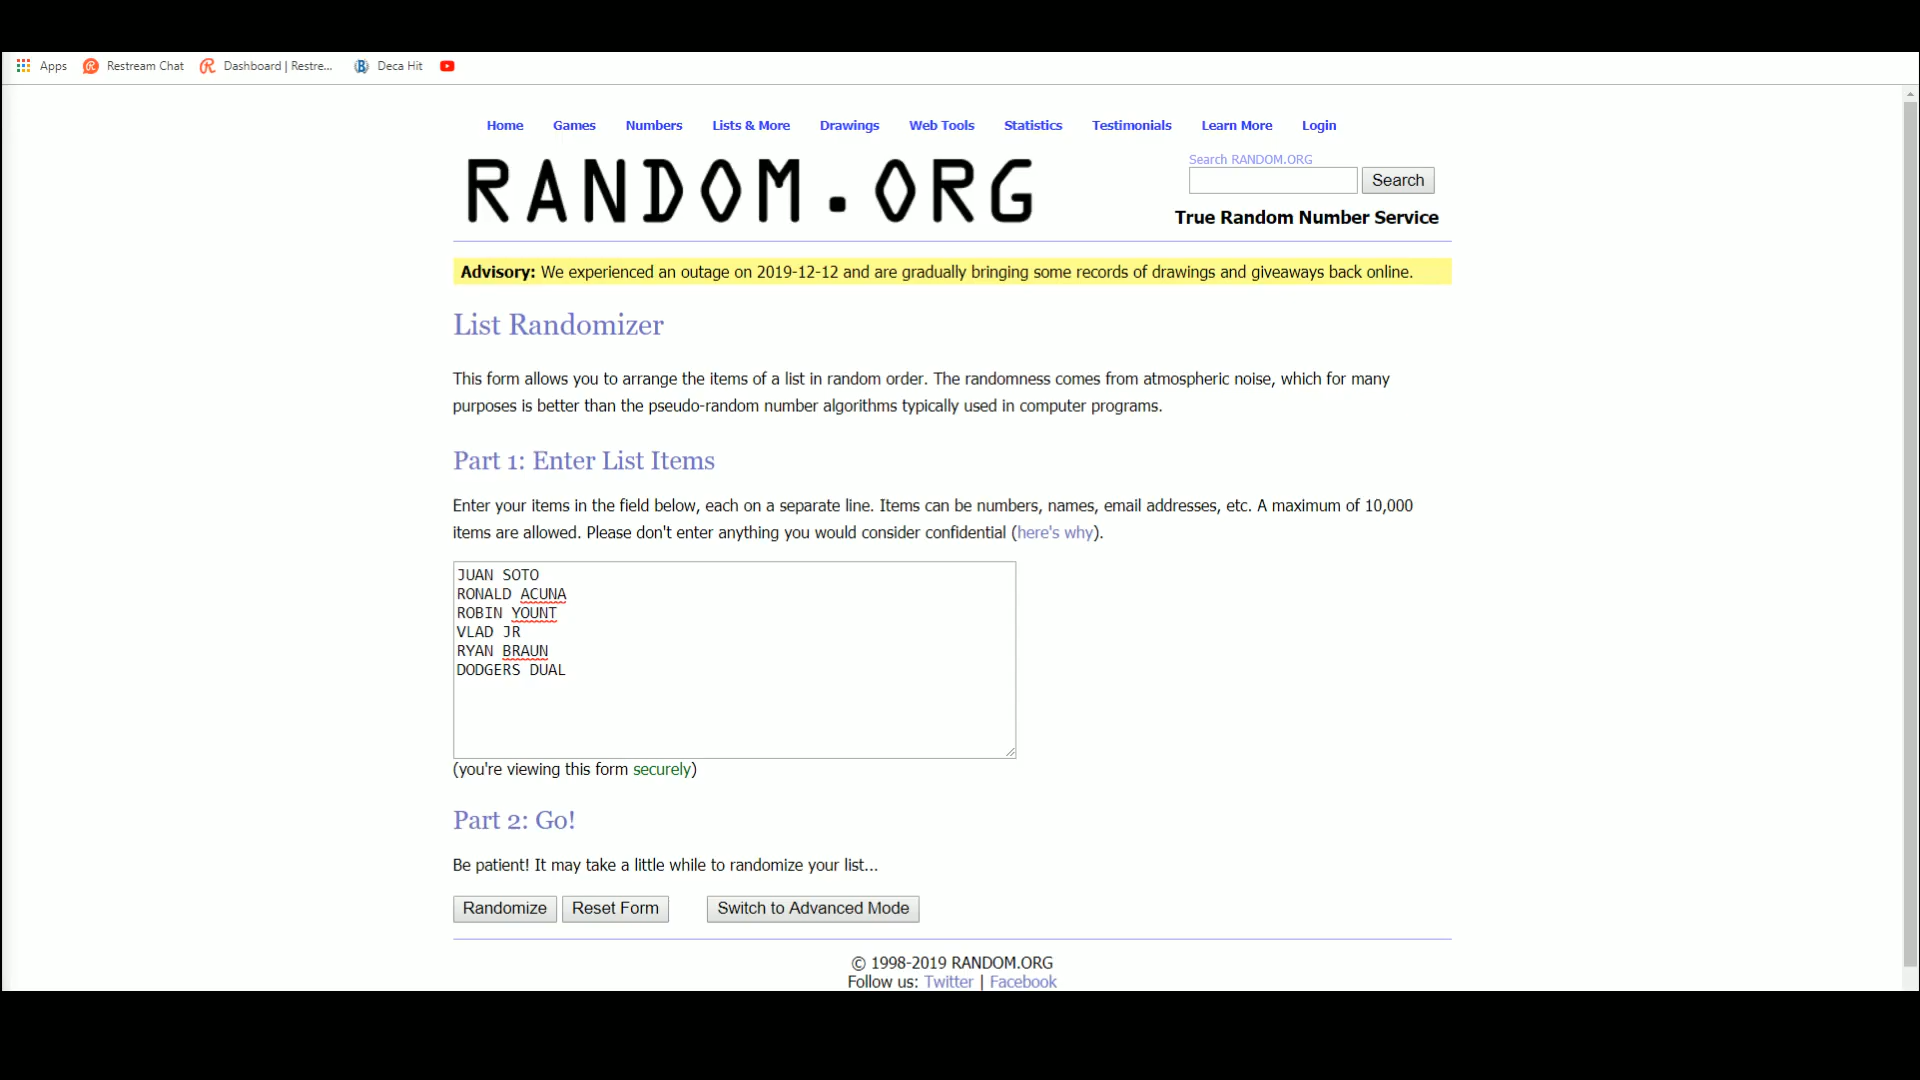 Apps Restream Chat Dashboard | Restre... Deca Hit
Home Games Numbers Lists & More Drawings Web Tools Statistics Testimonials Learn More Login
RANDOM.ORG
Search RANDOM.ORG
Search
True Random Number Service
Advisory: We experienced an outage on 2019-12-12 and are gradually bringing some records of drawings and giveaways back online.
List Randomizer
This form allows you to arrange the items of a list in random order. The randomness comes from atmospheric noise, which for many
purposes is better than the pseudo-random number algorithms typically used in computer programs.
Part 1: Enter List Items
Enter your items in the field below, each on a separate line. Items can be numbers, names, email addresses, etc. A maximum of 10,000
items are allowed. Please don't enter anything you would consider confidential (here's why).
JUAN SOTO
RONALD ACUNA
ROBIN YOUNT
VLAD JR
RYAN BRAUN
DODGERS DUAL
(you're viewing this form securely)
Part 2: Go!
Be patient! It may take a little while to randomize your list...
Randomize Reset Form Switch to Advanced Mode
© 1998-2019 RANDOM.ORG
Follow us: Twitter | Facebook